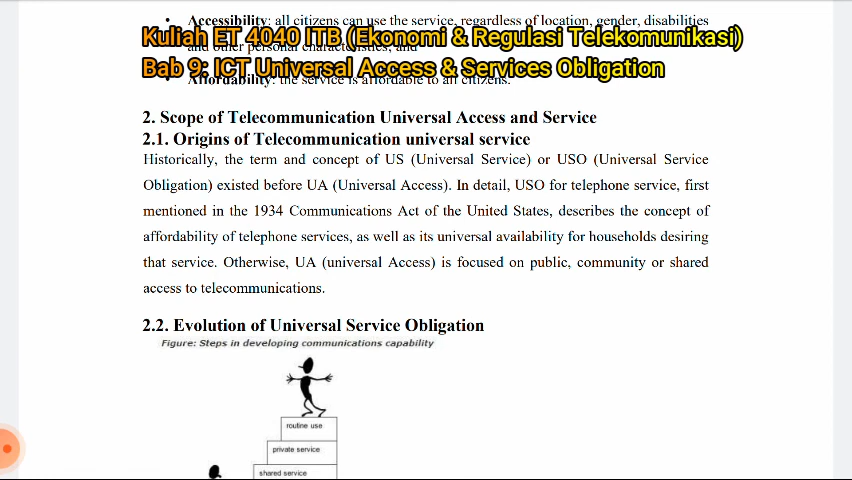 • Accessibility: all citizens can use the service, regardless of location, gender, disabilities
Kuliah ET 4040 ITB (Ekonomi & Regulasi Telekomunikasi)
and other personal characteristics; and
Bab 9: ICT Universal Access & Services Obligation
• Affordability: the service is affordable to all citizens.
2. Scope of Telecommunication Universal Access and Service
2.1. Origins of Telecommunication universal service
Historically, the term and concept of US (Universal Service) or USO (Universal Service
Obligation) existed before UA (Universal Access). In detail, USO for telephone service, first
mentioned in the 1934 Communications Act of the United States, describes the concept of
affordability of telephone services, as well as its universal availability for households desiring
that service. Otherwise, UA (universal Access) is focused on public, community or shared
access to telecommunications.
2.2. Evolution of Universal Service Obligation
Figure: Steps in developing communications capability
routine use
private service
shared service